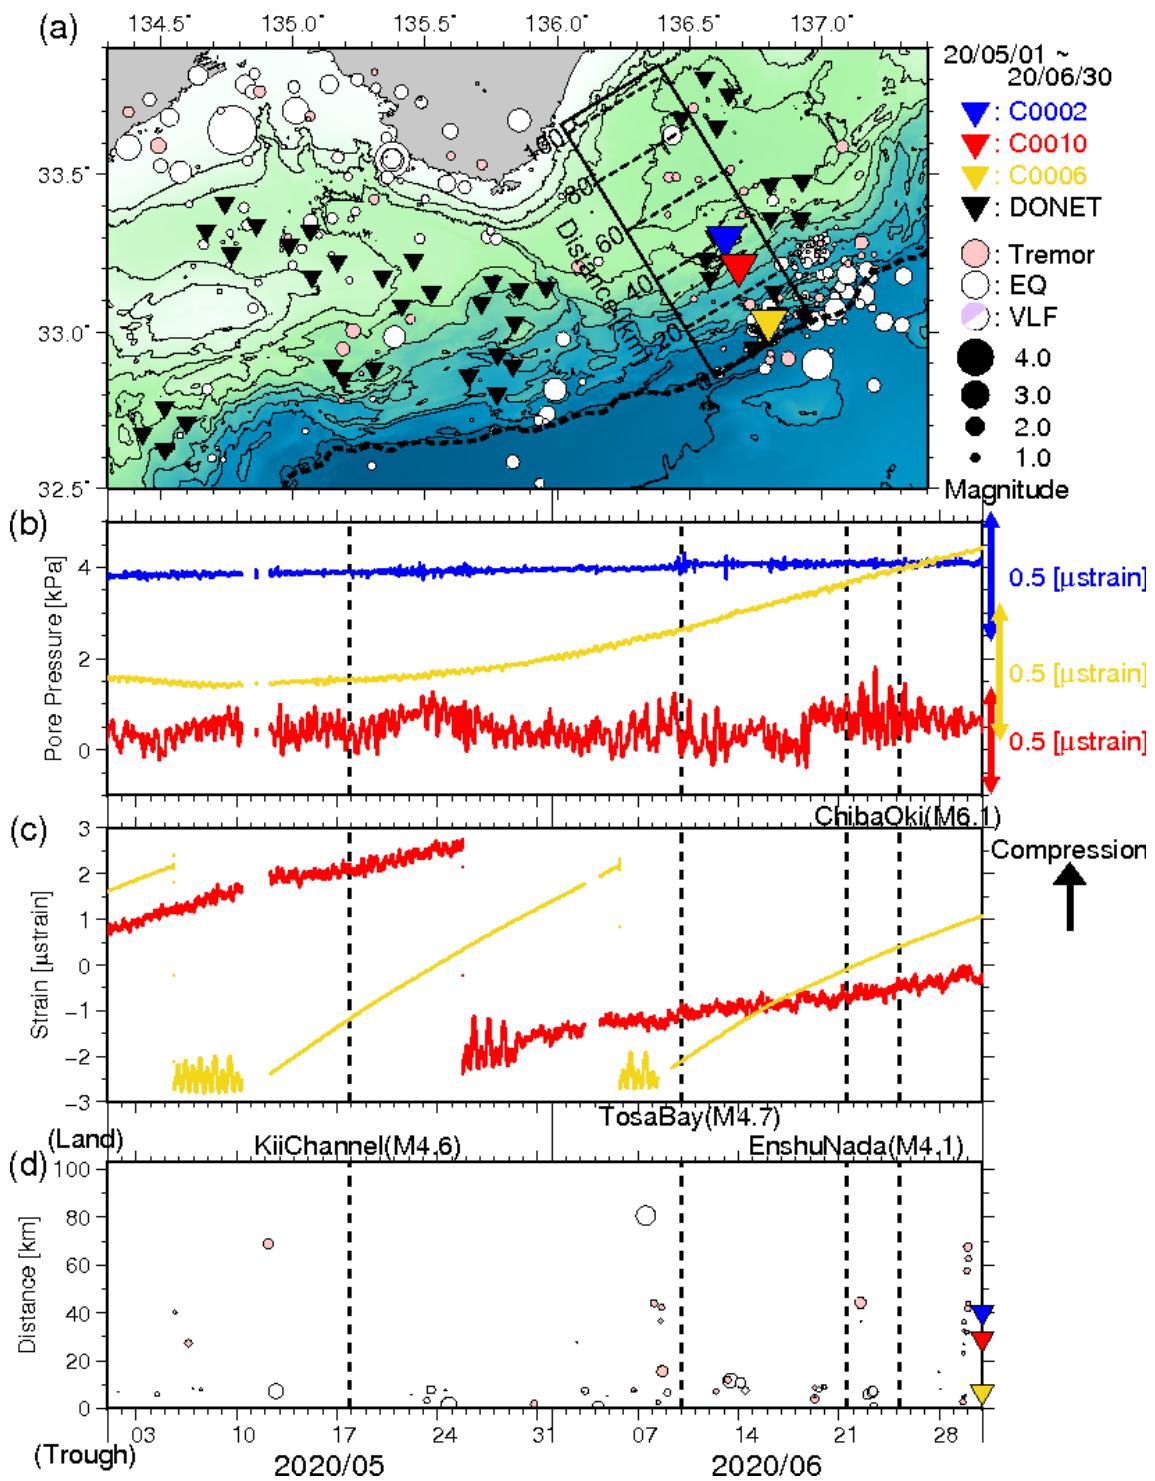 (a)
134.5° 135.0° 135.5° 136.0° 136.5° 137.0°
20/05/01 ~
20/06/30
: C0002
: C0010
: C0006
: DONET
: Tremor
: EQ
: VLF
4.0
3.0
2.0
1.0
Magnitude
33.5°
33.0°
32.5°
100
80
60
40
20
0
Distance [km]
(b)
Pore Pressure [kPa]
4
2
0
0.5 [μstrain]
0.5 [μstrain]
0.5 [μstrain]
ChibaOki(M6.1)
(c)
Strain [μstrain]
3
2
1
0
−1
−2
−3
Compression
TosaBay(M4.7)
(Land)
KiiChannel(M4.6)
EnshuNada(M4.1)
(d)
Distance [km]
100
80
60
40
20
0
(Trough)
03 10 17 24 31 07 14 21 28
2020/05 2020/06